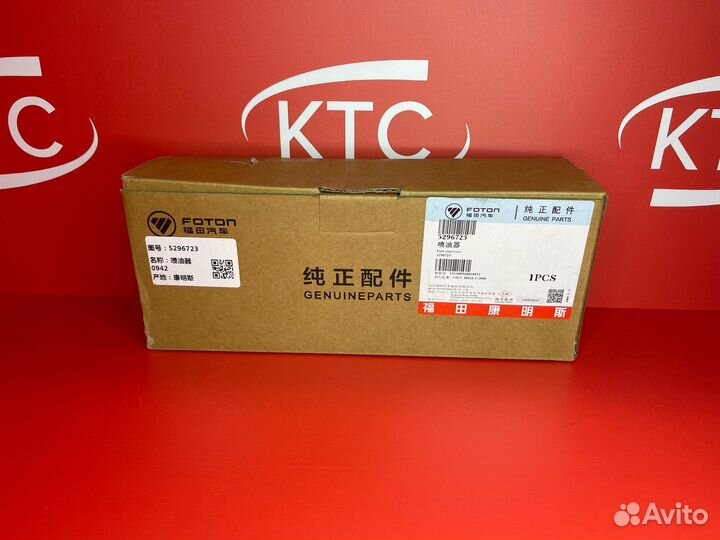 KTC
KTC
KTC
FOTON
福田汽车
图号：5296723
名称：喷油器
0942
产地：康明斯
纯正配件
GENUINEPARTS
FOTON
福田汽车
纯正配件
GENUINE PARTS
5296723
喷油器
5296723
1PCS
福田康明斯
Avito